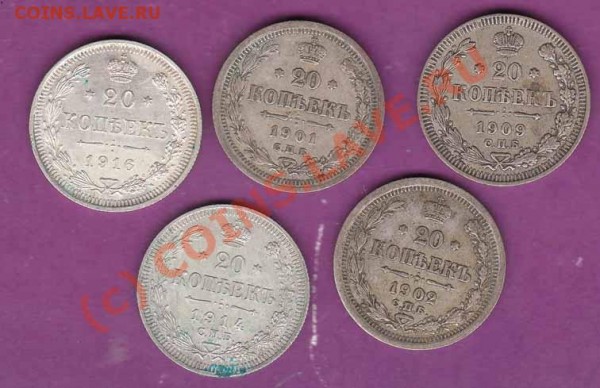 coins.lave.ru
20
КОПѢЕКЪ
1916
20
КОПѢЕКЪ
1901
С.П.Б.
20
КОПѢЕКЪ
1909
С.П.Б.
20
КОПѢЕКЪ
1914
С.П.Б.
20
КОПѢЕКЪ
1902
С.П.Б.
(c) COINS.LAVE.RU